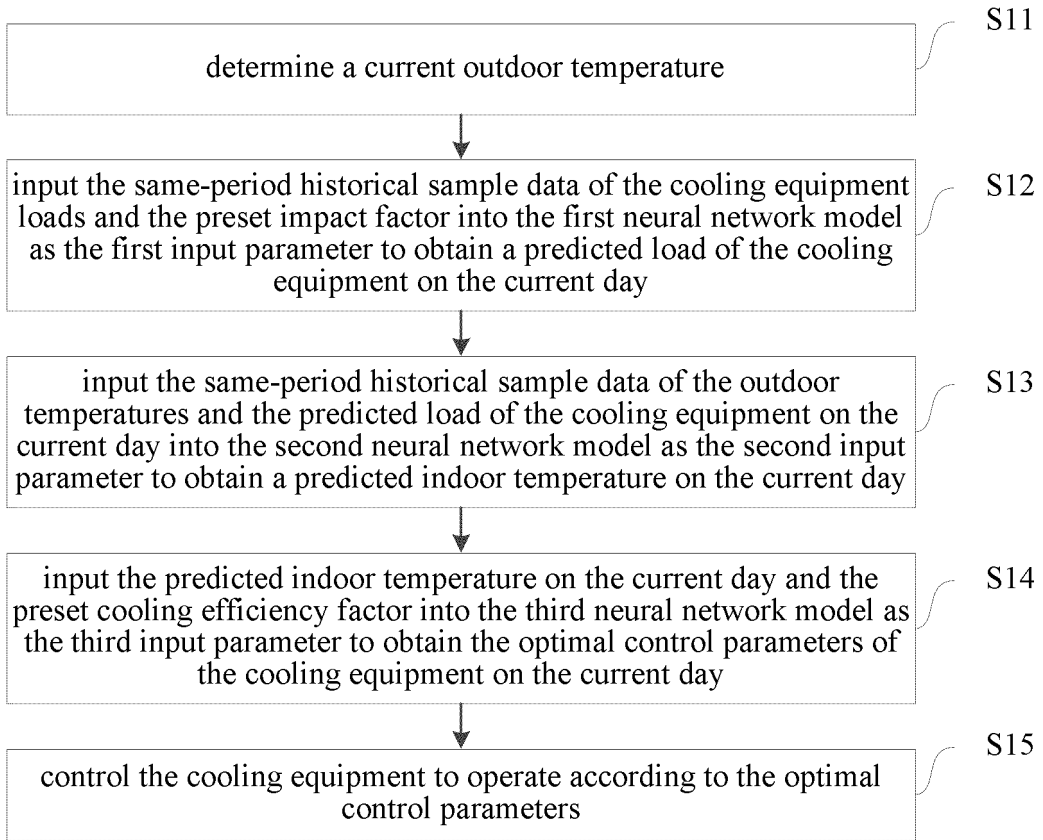 S11
determine a current outdoor temperature
S12
input the same-period historical sample data of the cooling equipment
loads and the preset impact factor into the first neural network model
as the first input parameter to obtain a predicted load of the cooling
equipment on the current day
S13
input the same-period historical sample data of the outdoor
temperatures and the predicted load of the cooling equipment on the
current day into the second neural network model as the second input
parameter to obtain a predicted indoor temperature on the current day
S14
input the predicted indoor temperature on the current day and the
preset cooling efficiency factor into the third neural network model as
the third input parameter to obtain the optimal control parameters of
the cooling equipment on the current day
S15
control the cooling equipment to operate according to the optimal
control parameters